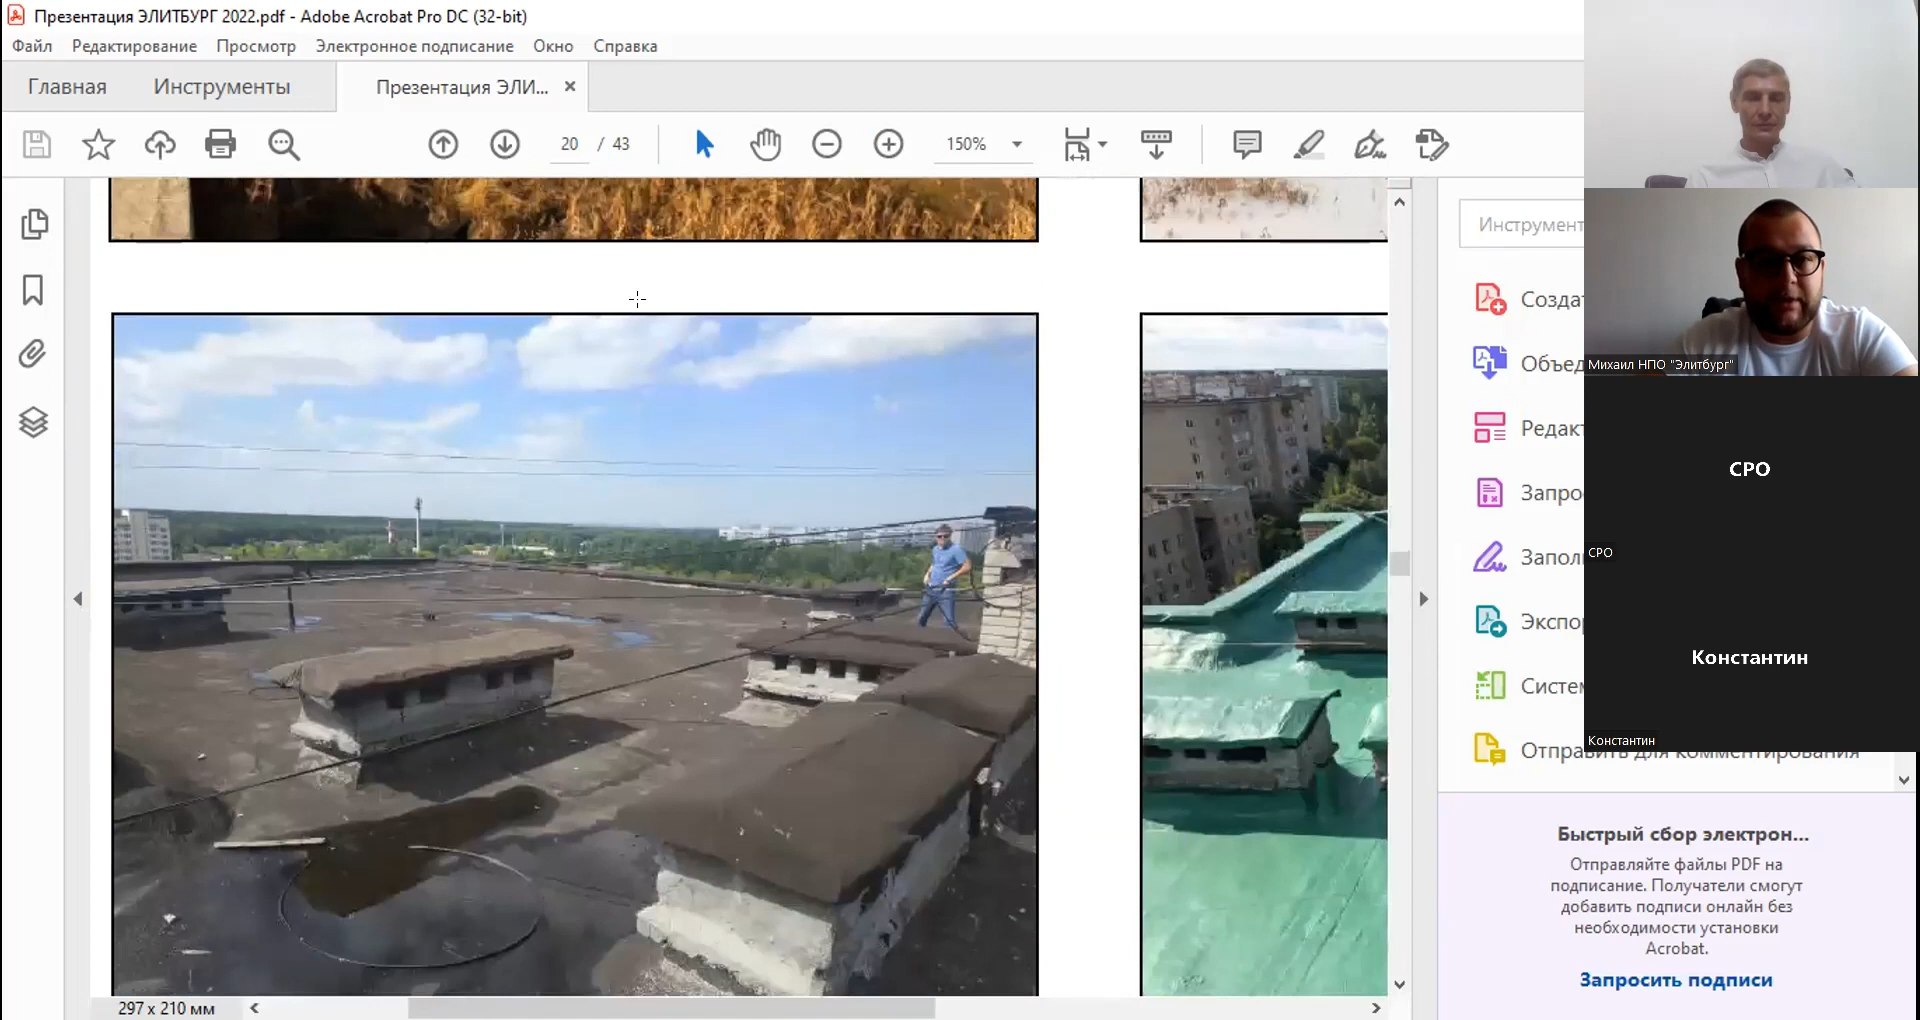 Презентация ЭЛИТБУРГ 2022.pdf - Adobe Acrobat Pro DC (32-bit)
Файл Редактирование Просмотр Электронное подписание Окно Справка
Главная Инструменты Презентация ЭЛИ... ×
20 / 43 150%
Инструмент
Созда
Объед
Редакт
Запро
Запол
Экспо
Систе
Отправить для комментирования
Михаил НПО "Элитбург"
СРО
СРО
Константин
Константин
Быстрый сбор электрон...
Отправляйте файлы PDF на
подписание. Получатели смогут
добавить подписи онлайн без
необходимости установки
Acrobat.
Запросить подписи
297 x 210 мм